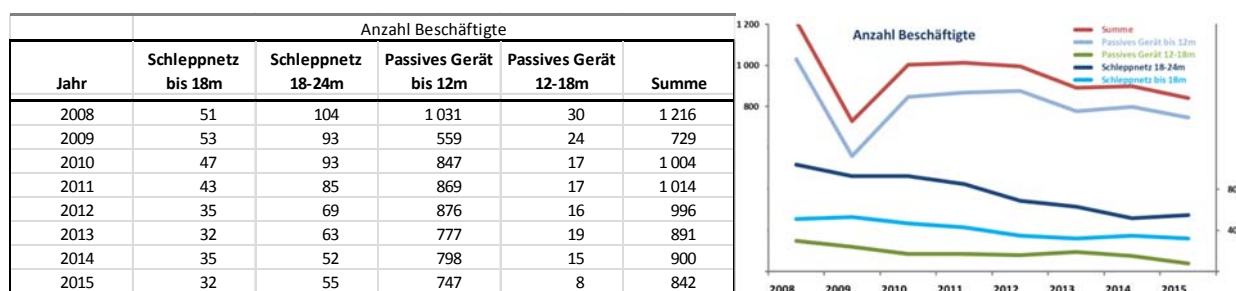 Anzahl Beschäftigte
Jahr Schleppnetz bis 18m Schleppnetz 18-24m Passives Gerät bis 12m Passives Gerät 12-18m Summe
2008 51 104 1 031 30 1 216
2009 53 93 559 24 729
2010 47 93 847 17 1 004
2011 43 85 869 17 1 014
2012 35 69 876 16 996
2013 32 63 777 19 891
2014 35 52 798 15 900
2015 32 55 747 8 842
Anzahl Beschäftigte
Summe
Passives Gerät bis 12m
Passives Gerät 12-18m
Schleppnetz 18-24m
Schleppnetz bis 18m
1 200
1 000
800
80
40
2008 2009 2010 2011 2012 2013 2014 2015